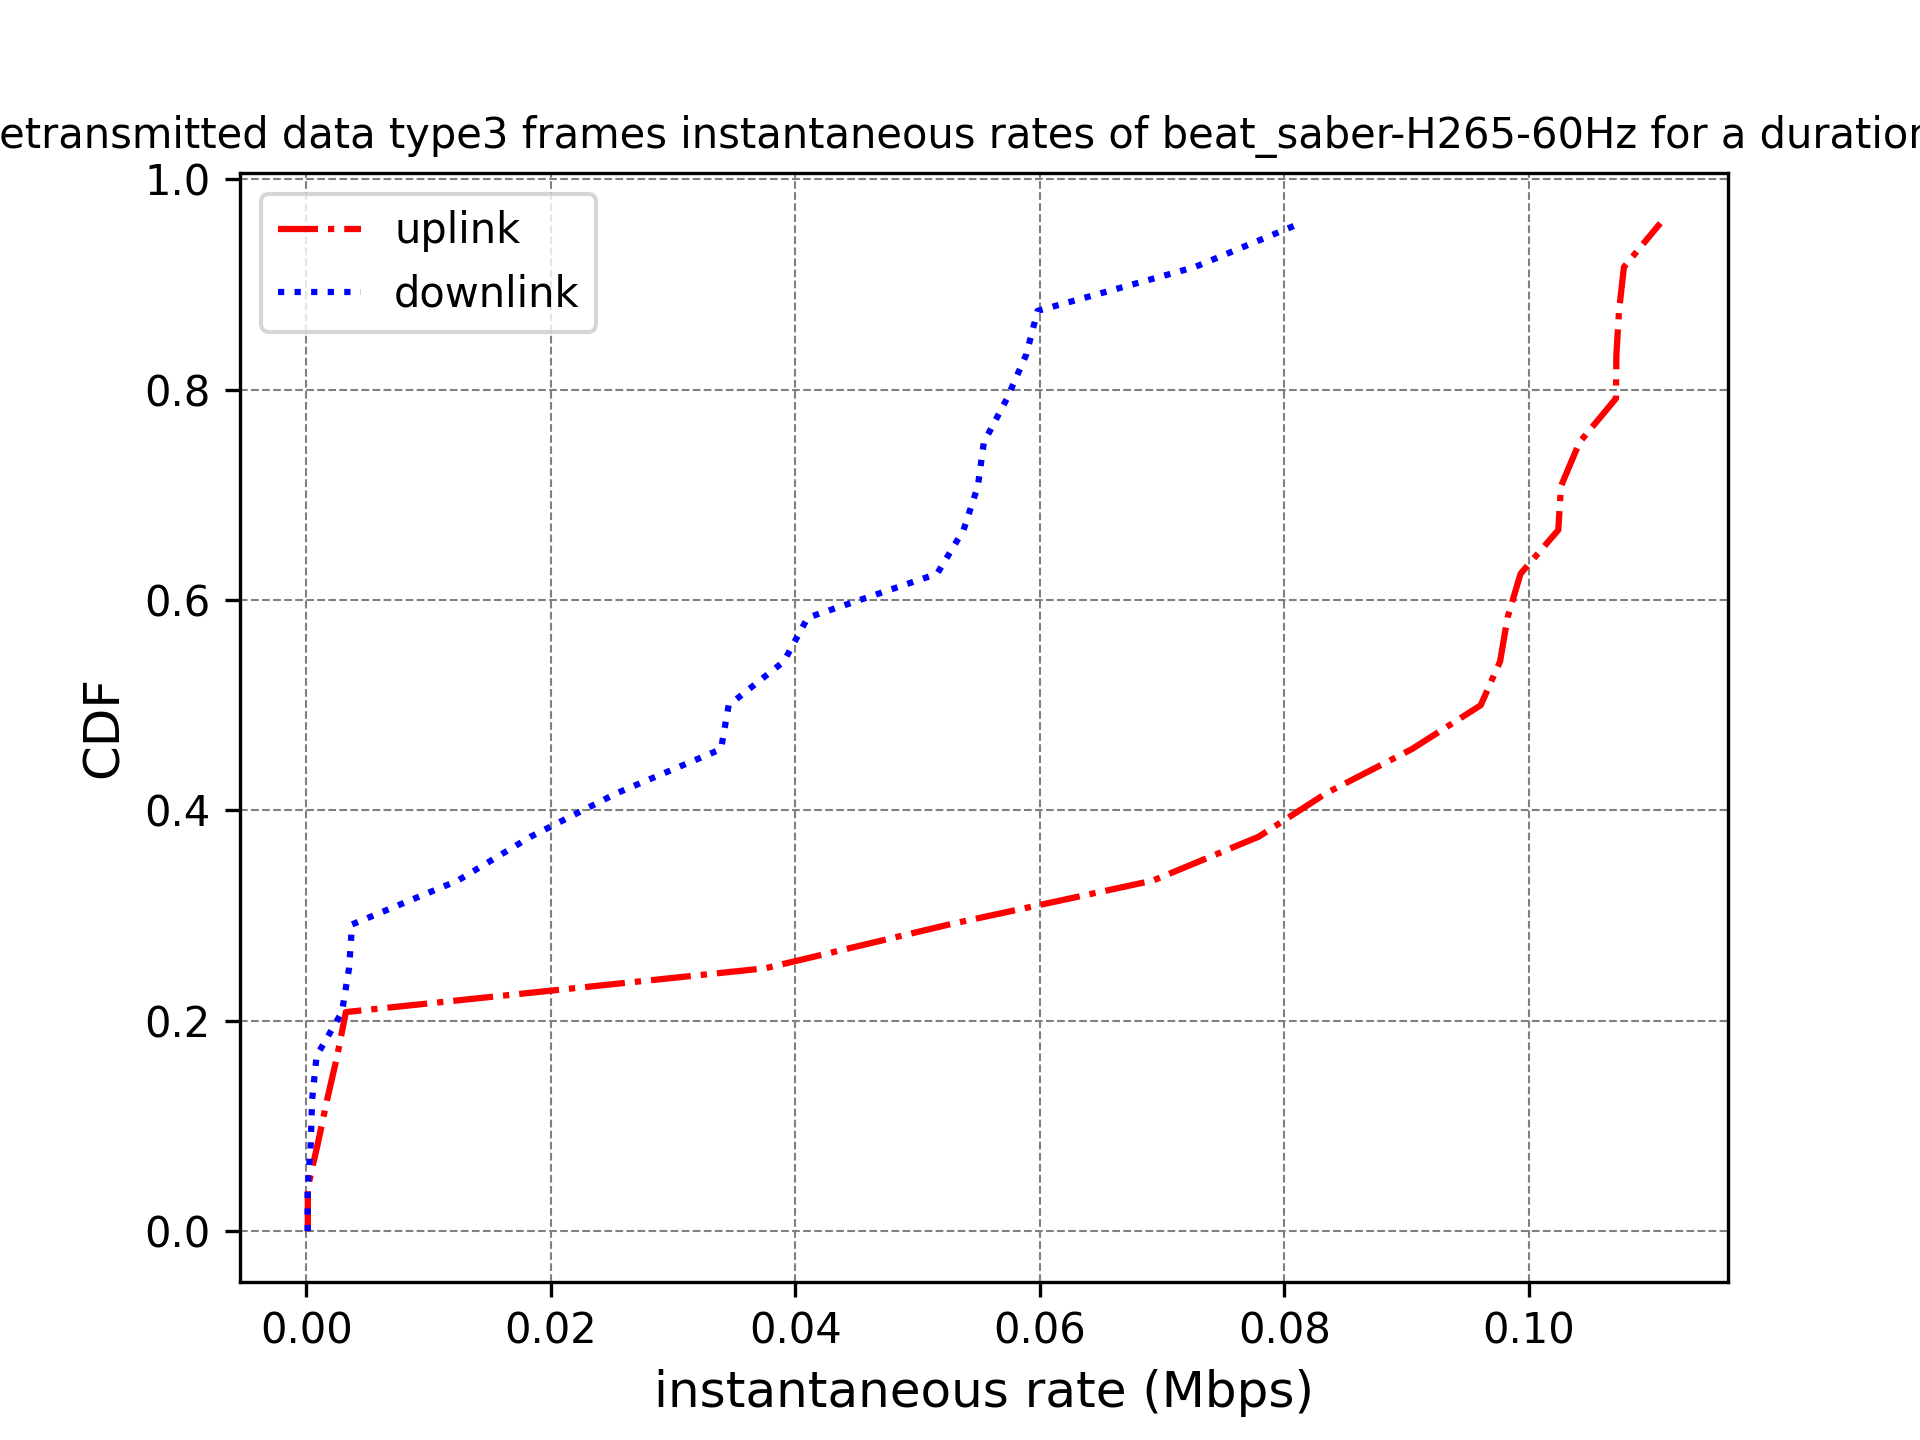 etransmitted data type3 frames instantaneous rates of beat_saber-H265-60Hz for a duration
1.0
0.8
0.6
0.4
0.2
0.0
CDF
uplink
downlink
0.00 0.02 0.04 0.06 0.08 0.10
instantaneous rate (Mbps)